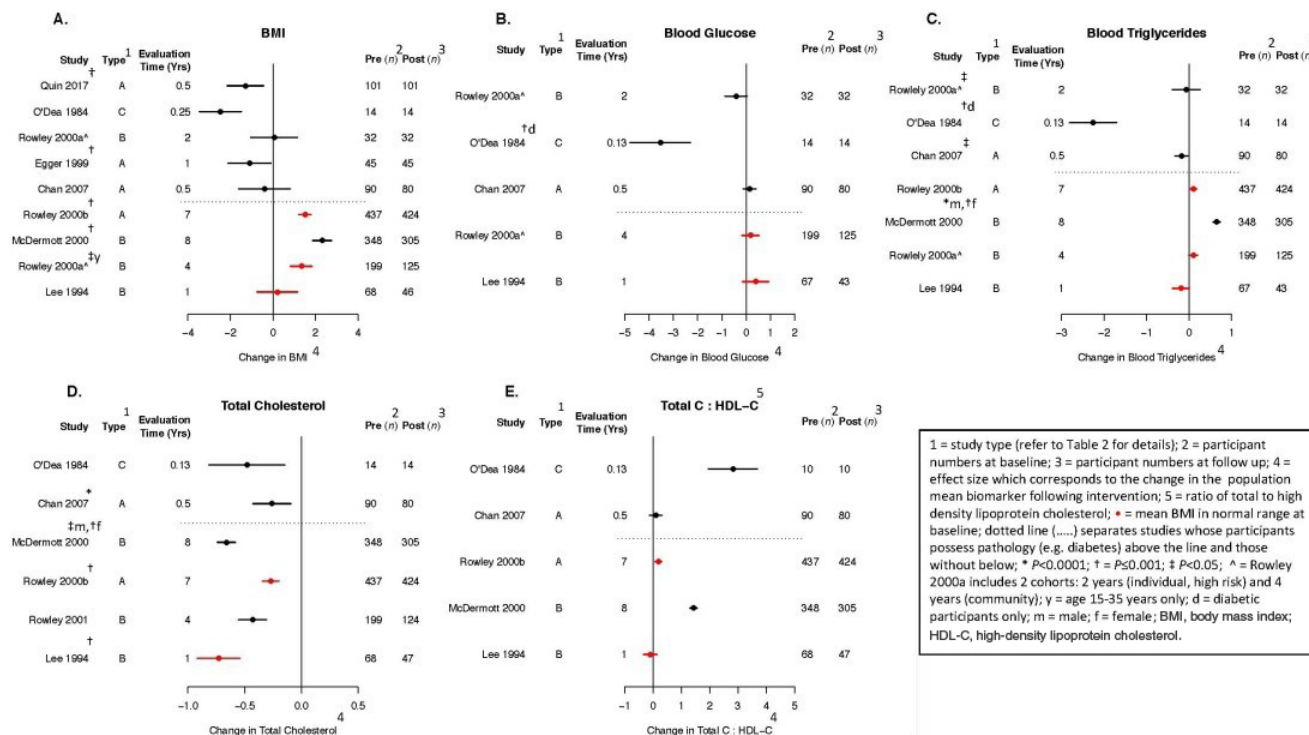 A.
BMI
Study Type 1 Evaluation Time (Yrs) Pre (n) 2 Post (n) 3
Quin 2017 † A 0.5 101 101
O'Dea 1984 C 0.25 14 14
Rowley 2000a^ B 2 32 32
Egger 1999 † A 1 45 45
Chan 2007 A 0.5 90 80
Rowley 2000b † A 7 437 424
McDermott 2000 † B 8 348 305
Rowley 2000a^ ‡y B 4 199 125
Lee 1994 B 1 68 46
−4 −2 0 2 4
Change in BMI 4
B.
Blood Glucose
Study Type 1 Evaluation Time (Yrs) Pre (n) 2 Post (n) 3
Rowley 2000a^ B 2 32 32
O'Dea 1984 †d C 0.13 14 14
Chan 2007 A 0.5 90 80
Rowley 2000a^ B 4 199 125
Lee 1994 B 1 67 43
−5 −4 −3 −2 −1 0 1 2
Change in Blood Glucose 4
C.
Blood Triglycerides
Study Type 1 Evaluation Time (Yrs) Pre (n) 2 Post (n) 3
Rowlely 2000a^ ‡ B 2 32 32
O'Dea 1984 †d C 0.13 14 14
Chan 2007 ‡ A 0.5 90 80
Rowley 2000b A 7 437 424
McDermott 2000 *m,†f B 8 348 305
Rowlely 2000a^ B 4 199 125
Lee 1994 B 1 67 43
−3 −2 −1 0 1
Change in Blood Triglycerides 4
D.
Total Cholesterol
Study Type 1 Evaluation Time (Yrs) Pre (n) 2 Post (n) 3
O'Dea 1984 C 0.13 14 14
Chan 2007 * A 0.5 90 80
McDermott 2000 ‡m,†f B 8 348 305
Rowley 2000b † A 7 437 424
Rowley 2001 B 4 199 124
Lee 1994 † B 1 68 47
−1.0 −0.5 0.0 0.5
Change in Total Cholesterol 4
E.
Total C : HDL−C 5
Study Type 1 Evaluation Time (Yrs) Pre (n) 2 Post (n) 3
O'Dea 1984 C 0.13 10 10
Chan 2007 A 0.5 90 80
Rowley 2000b A 7 437 424
McDermott 2000 B 8 348 305
Lee 1994 B 1 68 47
−1 0 1 2 3 4 5
Change in Total C : HDL−C 4
1 = study type (refer to Table 2 for details); 2 = participant
numbers at baseline; 3 = participant numbers at follow up; 4 =
effect size which corresponds to the change in the population
mean biomarker following intervention; 5 = ratio of total to high
density lipoprotein cholesterol; • = mean BMI in normal range at
baseline; dotted line (.....) separates studies whose participants
possess pathology (e.g. diabetes) above the line and those
without below; * P<0.0001; † = P≤0.001; ‡ P<0.05; ^ = Rowley
2000a includes 2 cohorts: 2 years (individual, high risk) and 4
years (community); y = age 15-35 years only; d = diabetic
participants only; m = male; f = female; BMI, body mass index;
HDL-C, high-density lipoprotein cholesterol.